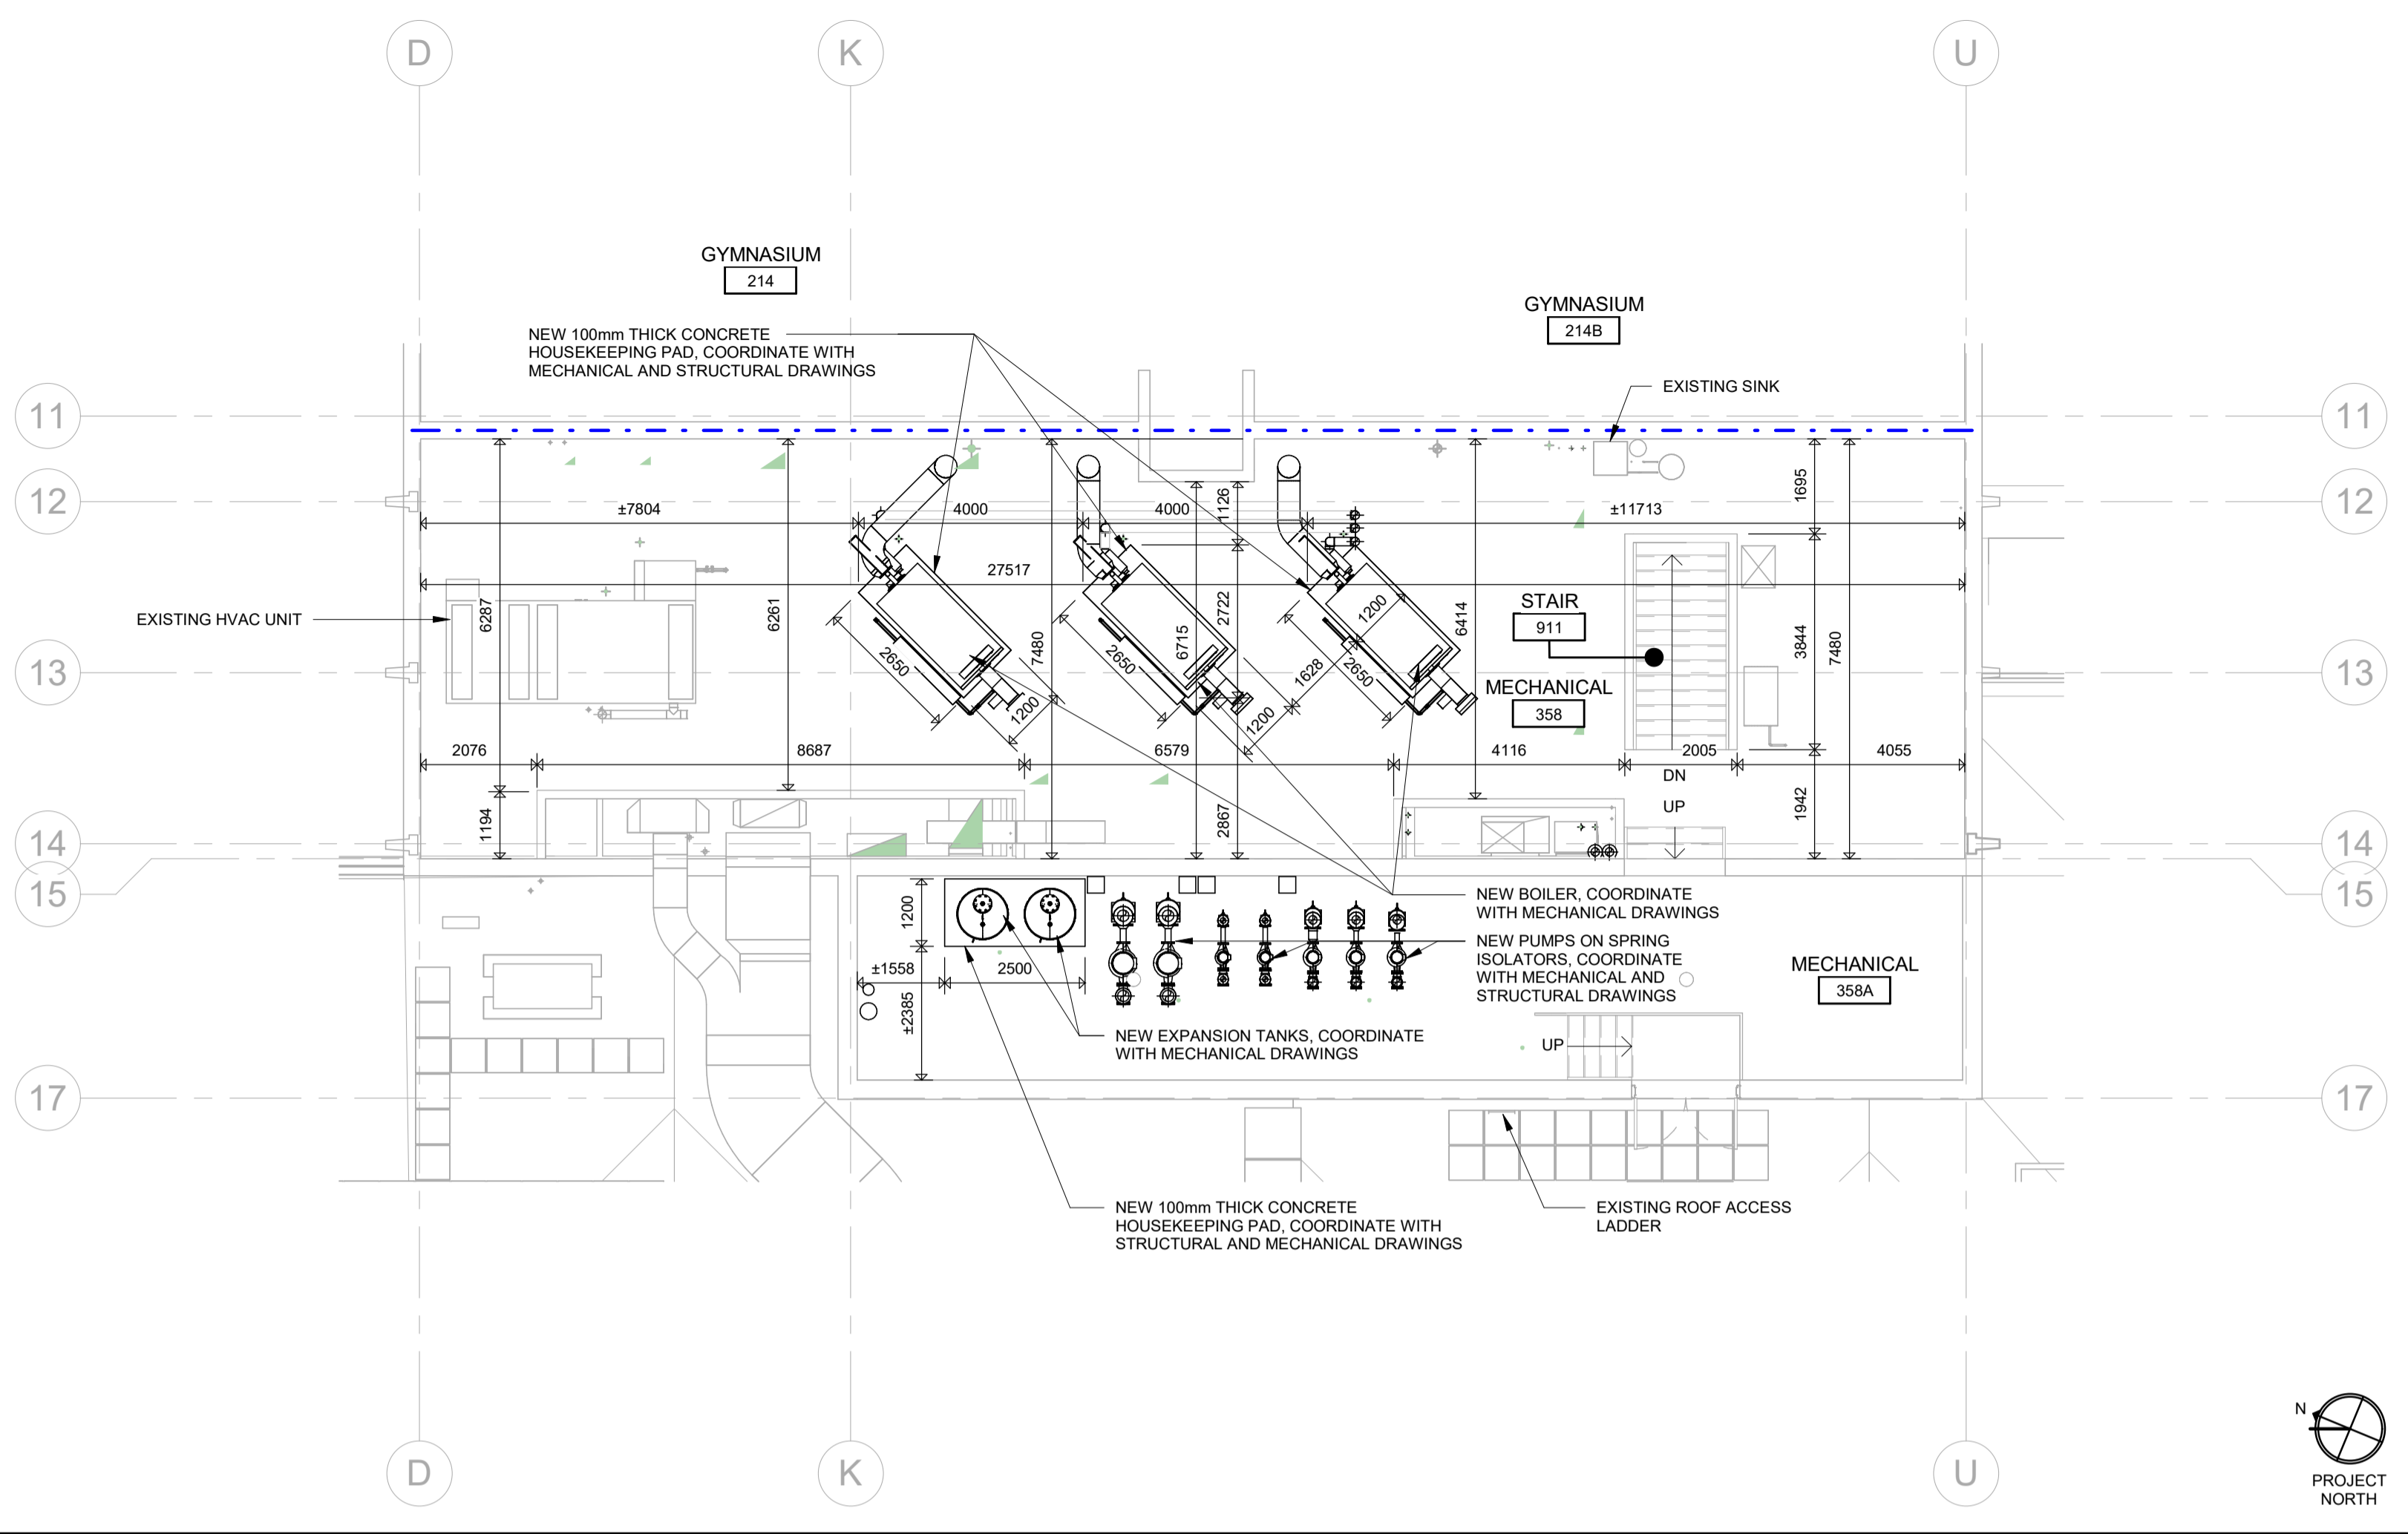 D
K
U
GYMNASIUM
214
GYMNASIUM
214B
NEW 100mm THICK CONCRETE
HOUSEKEEPING PAD, COORDINATE WITH
MECHANICAL AND STRUCTURAL DRAWINGS
EXISTING SINK
11
11
12
12
±7804
4000
4000
1126
±11713
1695
27517
EXISTING HVAC UNIT
6287
6261
7480
6715
2722
6414
1200
STAIR
911
3844
7480
13
13
2650
2650
2650
1628
1200
1200
MECHANICAL
358
2076
8687
6579
4116
2005
4055
DN
UP
1194
2867
1942
14
14
15
15
NEW BOILER, COORDINATE
WITH MECHANICAL DRAWINGS
1200
±1558
2500
±2385
NEW PUMPS ON SPRING
ISOLATORS, COORDINATE
WITH MECHANICAL AND
STRUCTURAL DRAWINGS
MECHANICAL
358A
NEW EXPANSION TANKS, COORDINATE
WITH MECHANICAL DRAWINGS
UP
17
17
NEW 100mm THICK CONCRETE
HOUSEKEEPING PAD, COORDINATE WITH
STRUCTURAL AND MECHANICAL DRAWINGS
EXISTING ROOF ACCESS
LADDER
D
K
U
N
PROJECT
NORTH